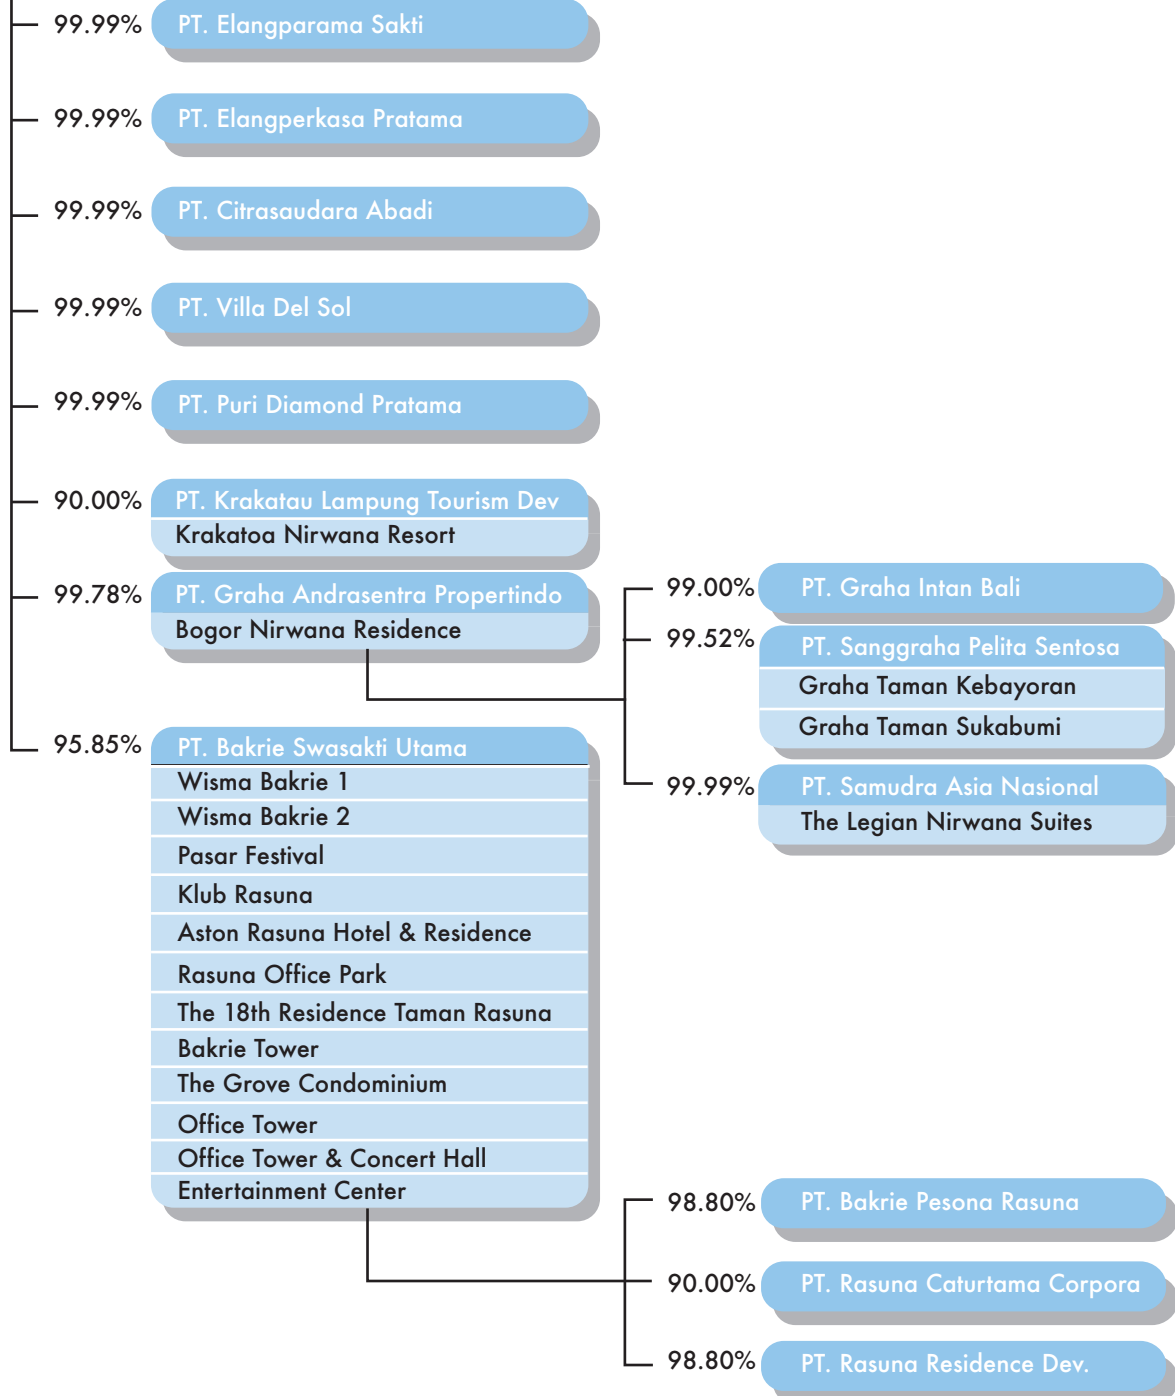 99.99% PT. Elangparama Sakti
99.99% PT. Elangperkasa Pratama
99.99% PT. Citrasaudara Abadi
99.99% PT. Villa Del Sol
99.99% PT. Puri Diamond Pratama
90.00% PT. Krakatau Lampung Tourism Dev
Krakatoa Nirwana Resort
99.78% PT. Graha Andrasentra Propertindo
Bogor Nirwana Residence
99.00% PT. Graha Intan Bali
99.52% PT. Sanggraha Pelita Sentosa
Graha Taman Kebayoran
Graha Taman Sukabumi
99.99% PT. Samudra Asia Nasional
The Legian Nirwana Suites
95.85% PT. Bakrie Swasakti Utama
Wisma Bakrie 1
Wisma Bakrie 2
Pasar Festival
Klub Rasuna
Aston Rasuna Hotel & Residence
Rasuna Office Park
The 18th Residence Taman Rasuna
Bakrie Tower
The Grove Condominium
Office Tower
Office Tower & Concert Hall
Entertainment Center
98.80% PT. Bakrie Pesona Rasuna
90.00% PT. Rasuna Caturtama Corpora
98.80% PT. Rasuna Residence Dev.